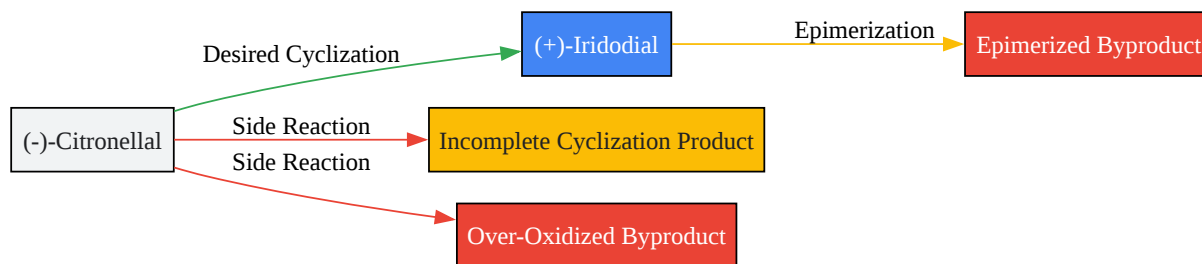 (+)-Iridodial
Epimerization
Epimerized Byproduct
Desired Cyclization
(-)-Citronellal
Side Reaction
Incomplete Cyclization Product
Side Reaction
Over-Oxidized Byproduct